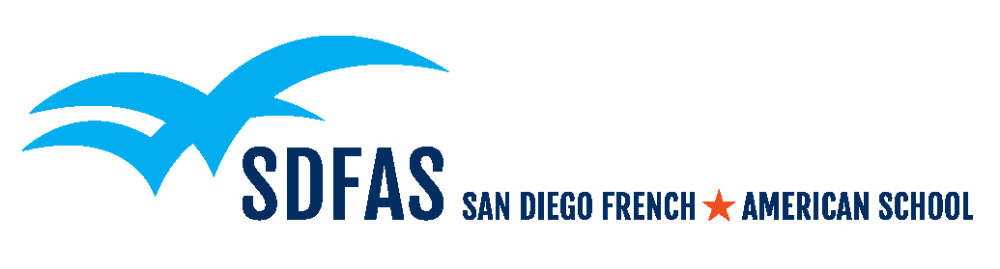 SDFAS SAN DIEGO FRENCH ★ AMERICAN SCHOOL